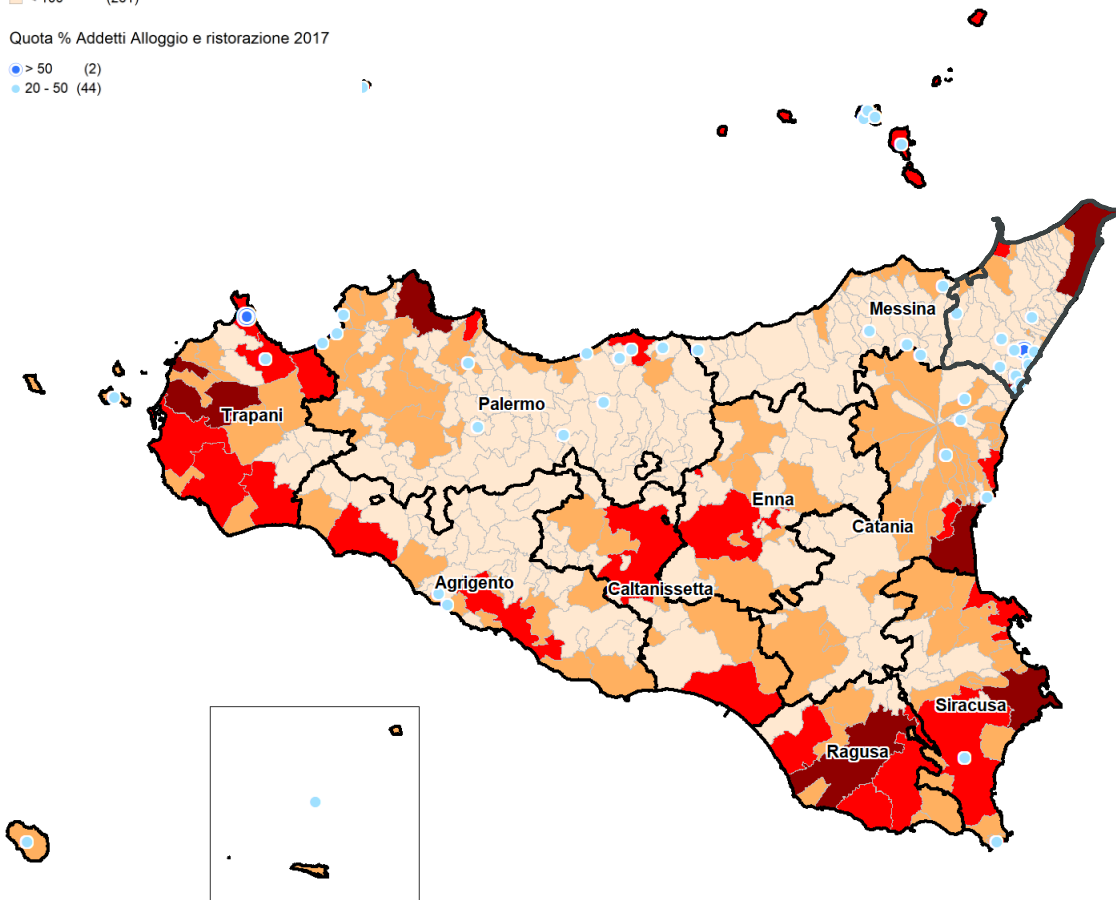 Quota % Addetti Alloggio e ristorazione 2017
> 50 (2)
20 - 50 (44)
Messina
Palermo
Trapani
Enna
Catania
Agrigento
Caltanissetta
Siracusa
Ragusa